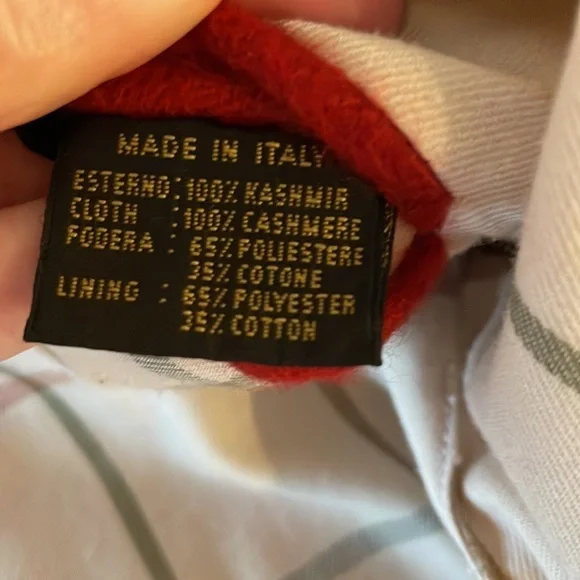 MADE IN ITALY
ESTERNO: 100% KASHMIR
CLOTH : 100% CASHMERE
FODERA : 65% POLIESTERE
35% COTONE
LINING : 65% POLYESTER
35% COTTON